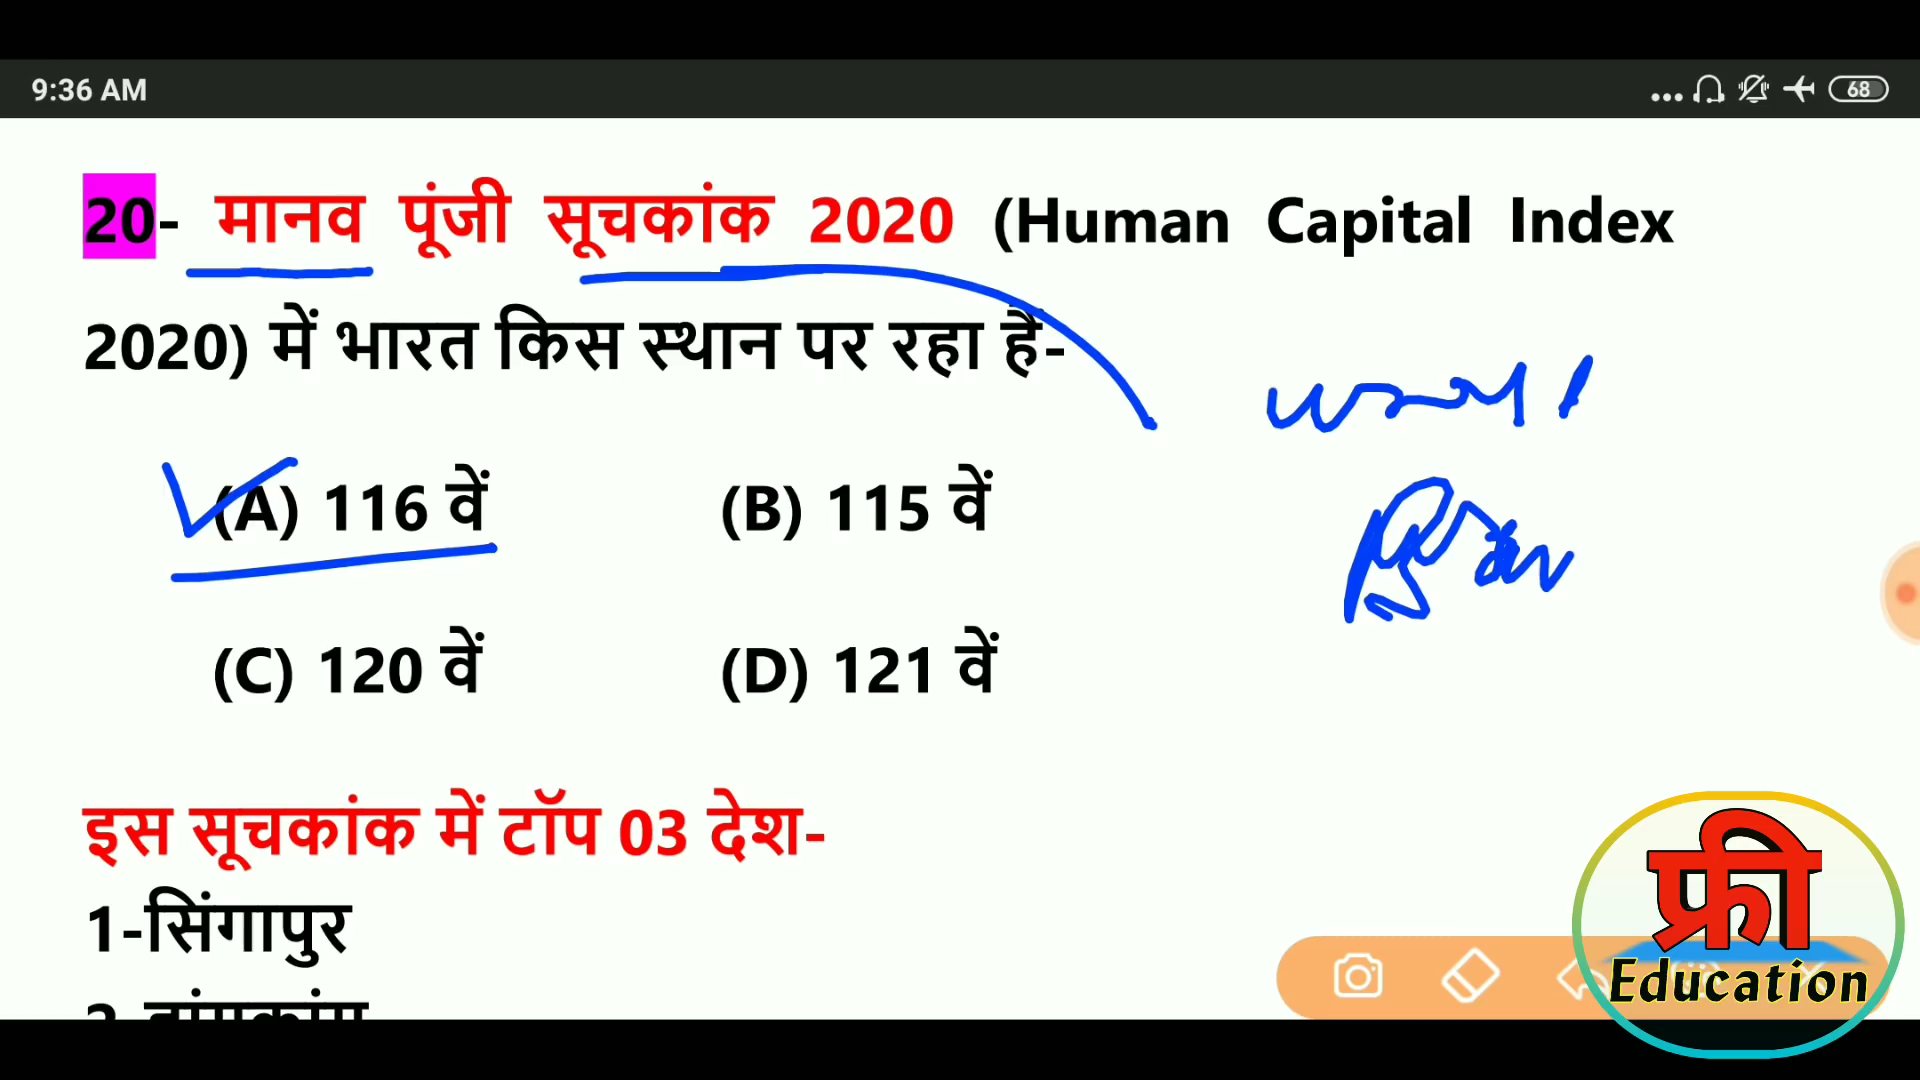 9:36 AM
68
20- मानव पूंजी सूचकांक 2020 (Human Capital Index
2020) में भारत किस स्थान पर रहा है-
(A) 116 वें (B) 115 वें
(C) 120 वें (D) 121 वें
इस सूचकांक में टॉप 03 देश-
1-सिंगापुर
फ्री
Education